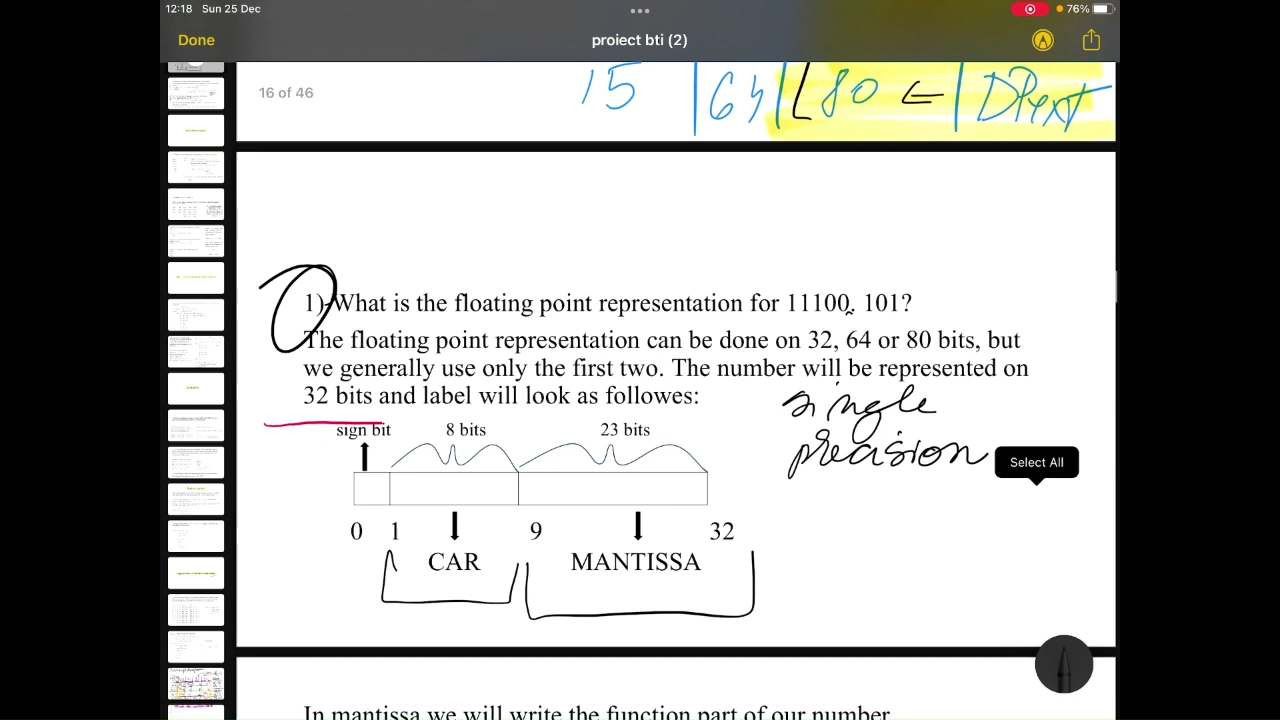 12:18 Sun 25 Dec
76%
Done
proiect bti (2)
16 of 46
15 | 64 | 80 | DPext
1) What is the floating point representation for 11100, 101?
The floating point representation can be done on 32, 64 or 80 bits, but
we generally use only the first two. The number will be represented on
32 bits and label will look as followes:
single
precision
sign bit 8 bits 23 bits
Select All
0 1 9 32
CAR MANTISSA
In mantissa we will write the fraction part of our number